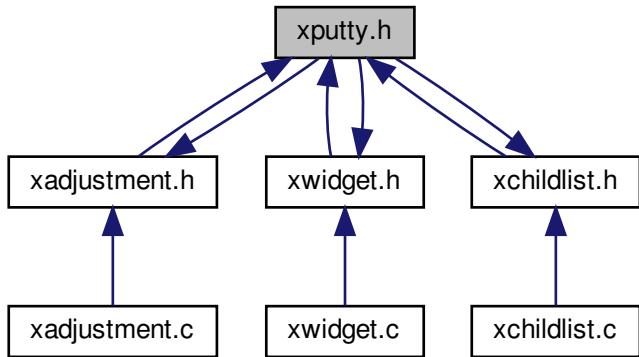 xputty.h
xadjustment.h
xwidget.h
xchildlist.h
xadjustment.c
xwidget.c
xchildlist.c